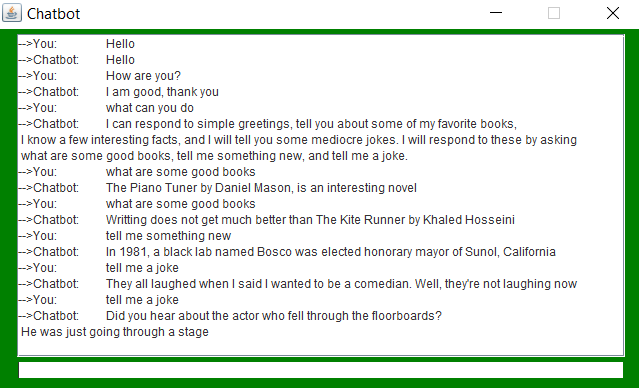 Chatbot
-->You: Hello
-->Chatbot: Hello
-->You: How are you?
-->Chatbot: I am good, thank you
-->You: what can you do
-->Chatbot: I can respond to simple greetings, tell you about some of my favorite books,
I know a few interesting facts, and I will tell you some mediocre jokes. I will respond to these by asking
what are some good books, tell me something new, and tell me a joke.
-->You: what are some good books
-->Chatbot: The Piano Tuner by Daniel Mason, is an interesting novel
-->You: what are some good books
-->Chatbot: Writting does not get much better than The Kite Runner by Khaled Hosseini
-->You: tell me something new
-->Chatbot: In 1981, a black lab named Bosco was elected honorary mayor of Sunol, California
-->You: tell me a joke
-->Chatbot: They all laughed when I said I wanted to be a comedian. Well, they're not laughing now
-->You: tell me a joke
-->Chatbot: Did you hear about the actor who fell through the floorboards?
He was just going through a stage